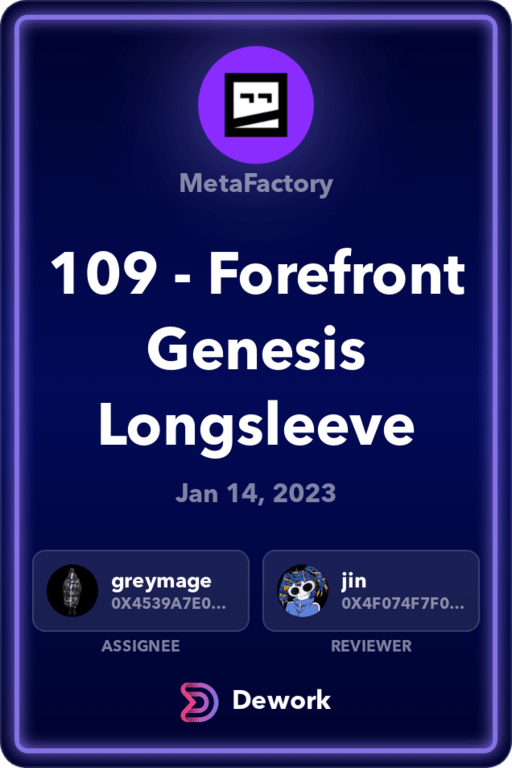 MetaFactory
109 - Forefront
Genesis
Longsleeve
Jan 14, 2023
greymage
0X4539A7E0...
ASSIGNEE
jin
0X4F074F7F0...
REVIEWER
Dework